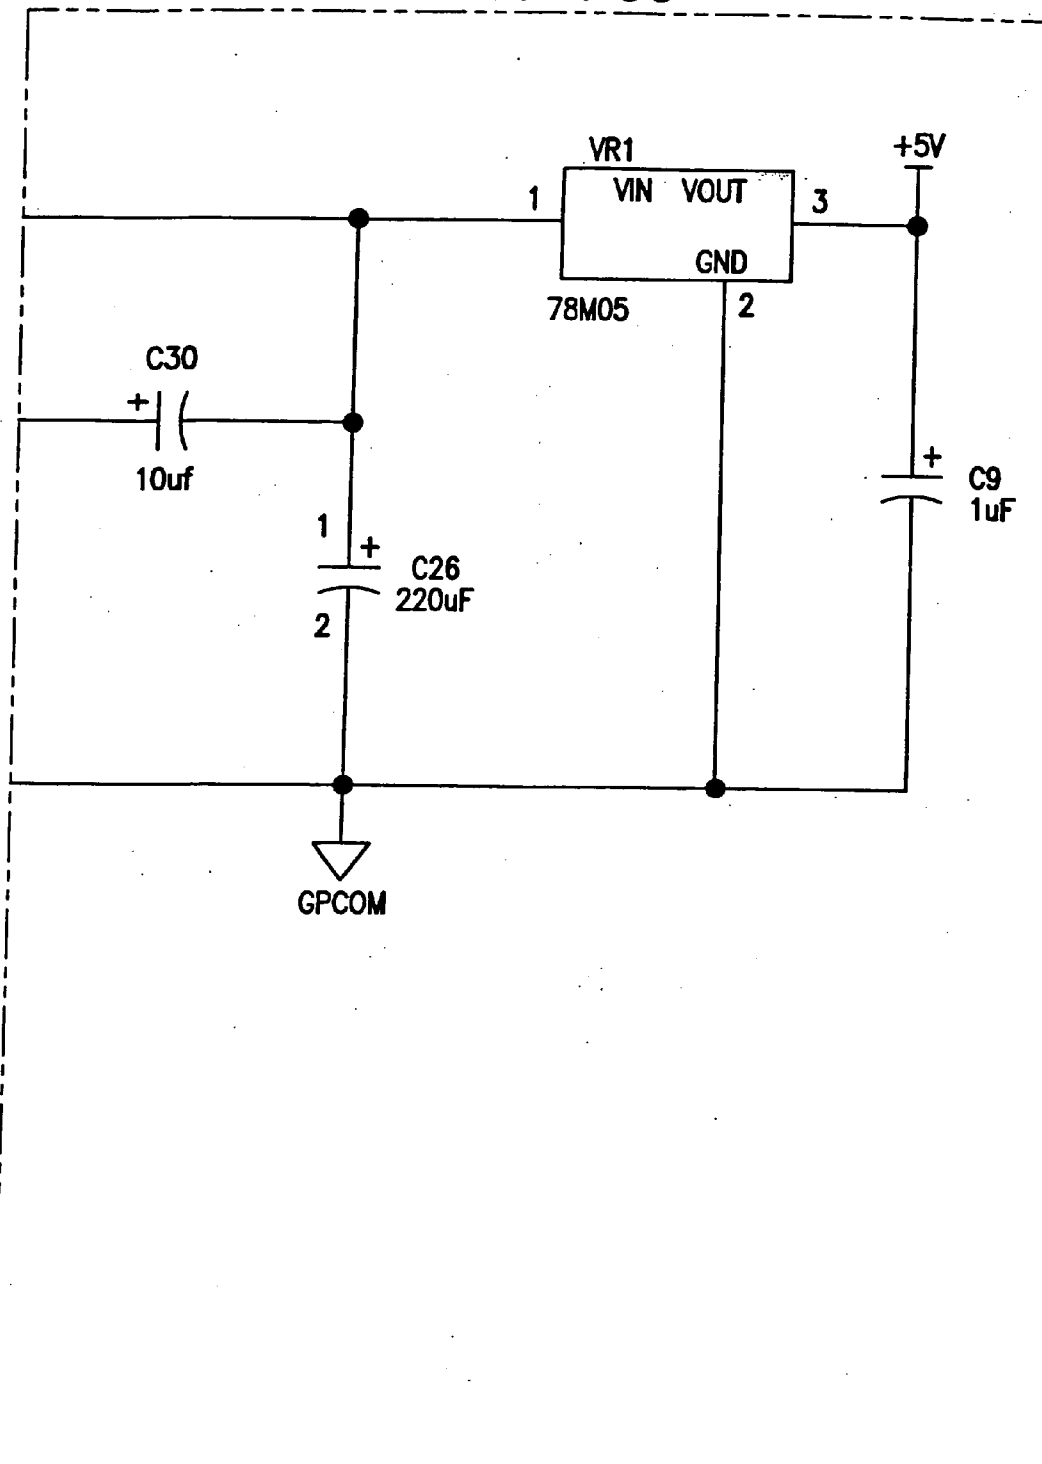 VR1
+5V
VIN VOUT
1
3
GND
78M05
2
C30
+
10uf
+
C9
1uF
1
+
C26
220uF
2
GPCOM